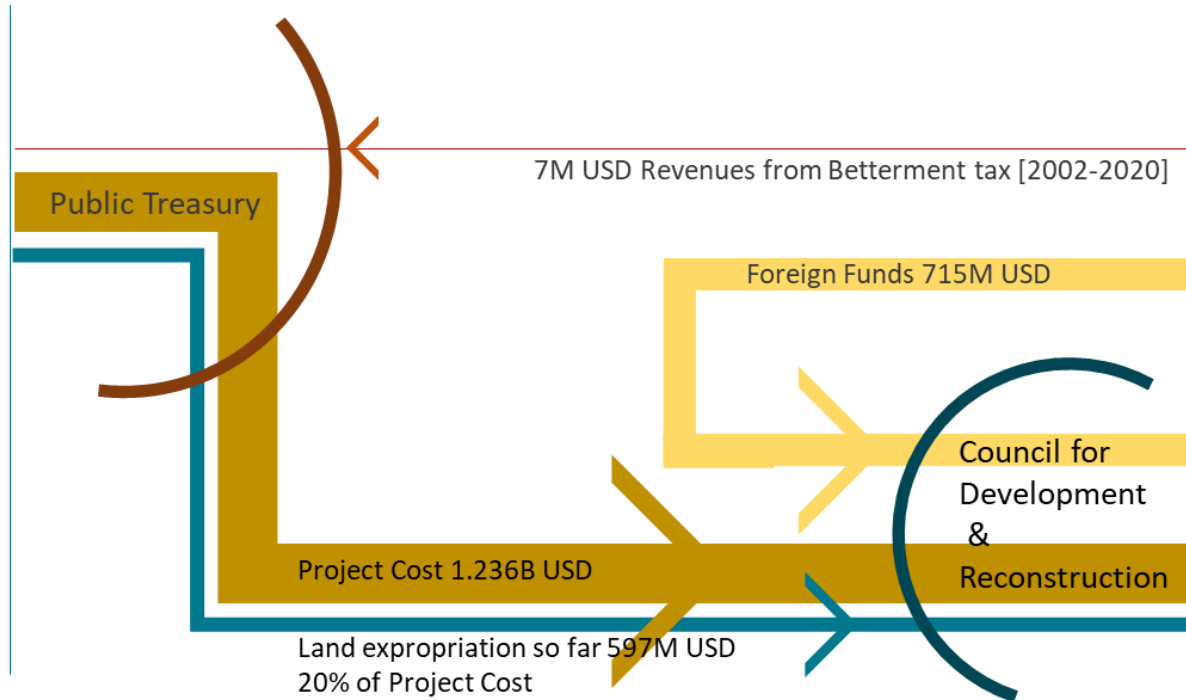 7M USD Revenues from Betterment tax [2002-2020]
Public Treasury
Foreign Funds 715M USD
Council for
Development
&
Reconstruction
Project Cost 1.236B USD
Land expropriation so far 597M USD
20% of Project Cost